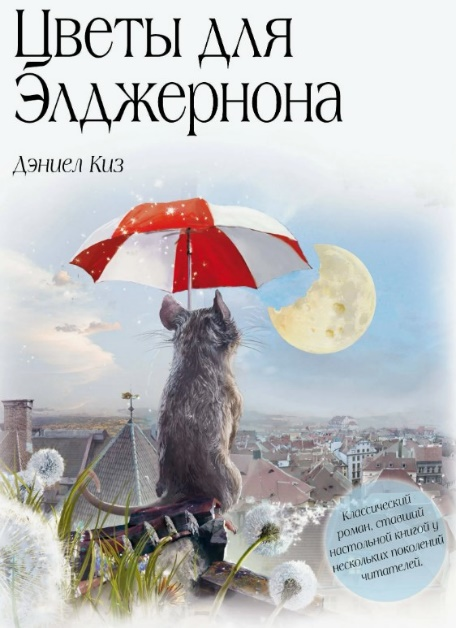 Цветы для
Элджернона
Дэниел Киз
Классический
роман, ставший
настольной книгой у
нескольких поколений
читателей.